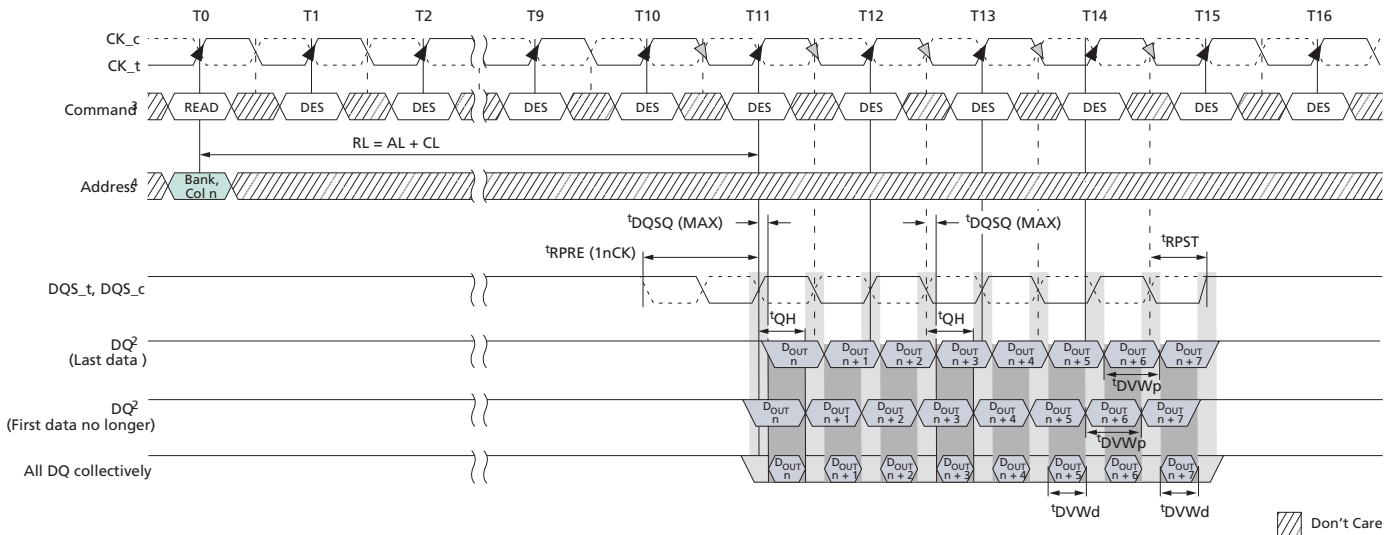 T0 T1 T2 T9 T10 T11 T12 T13 T14 T15 T16
CK_c
CK_t
Command3 READ DES DES DES DES DES DES DES DES DES DES
RL = AL + CL
Address4 Bank, Col n
tDQSQ (MAX) tDQSQ (MAX)
tRPRE (1nCK) tRPST
DQS_t, DQS_c
tQH tQH
DQ2
(Last data )
DOUT n DOUT n + 1 DOUT n + 2 DOUT n + 3 DOUT n + 4 DOUT n + 5 DOUT n + 6 DOUT n + 7
tDVWp
DQ2
(First data no longer)
DOUT n DOUT n + 1 DOUT n + 2 DOUT n + 3 DOUT n + 4 DOUT n + 5 DOUT n + 6 DOUT n + 7
tDVWp
All DQ collectively
DOUT n DOUT n + 1 DOUT n + 2 DOUT n + 3 DOUT n + 4 DOUT n + 5 DOUT n + 6 DOUT n + 7
tDVWd tDVWd
Don't Care